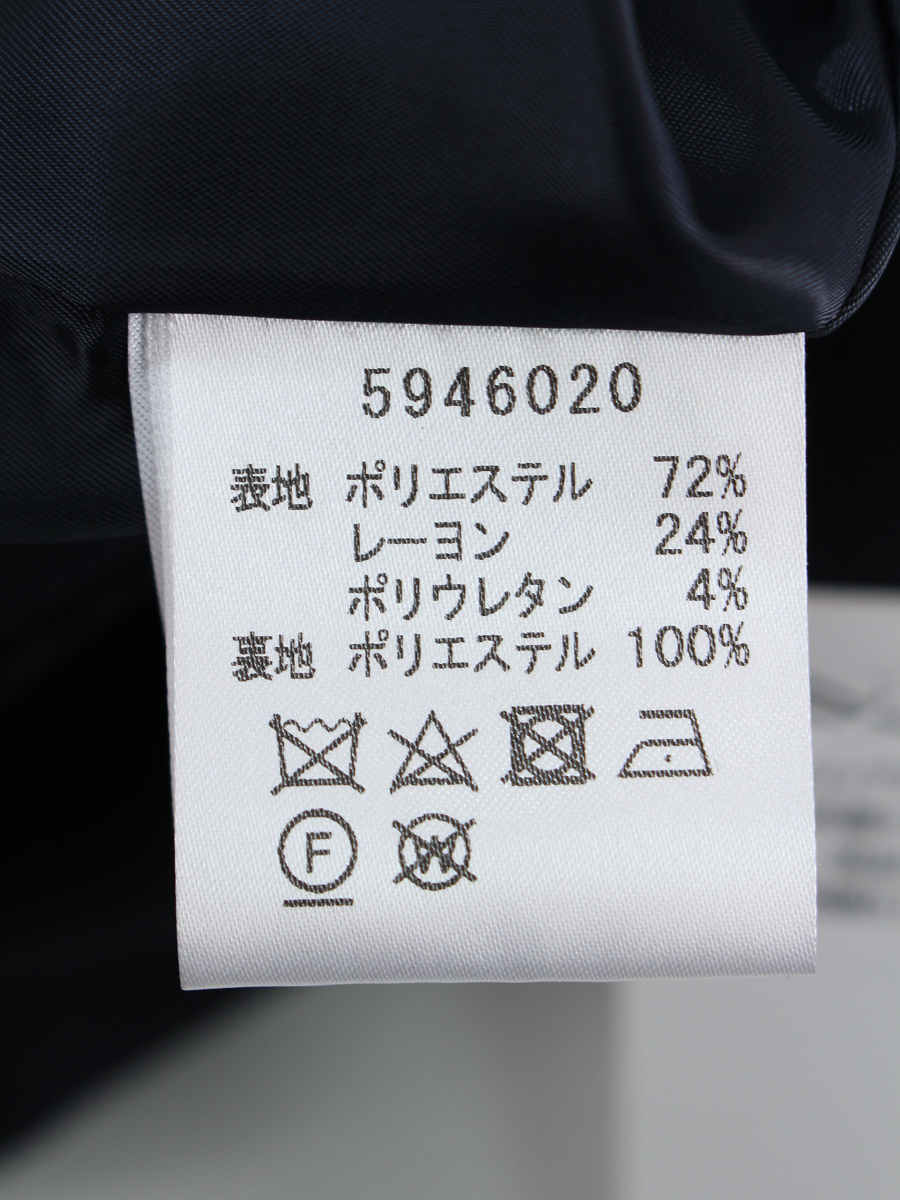 5946020
表地 ポリエステル 72%
レーヨン 24%
ポリウレタン 4%
裏地 ポリエステル 100%
F W